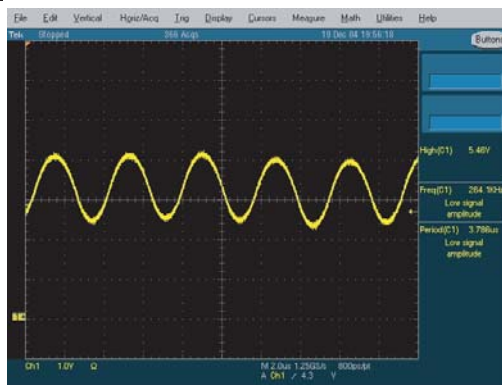 File Edit Vertical Horiz/Acq Trig Display Cursors Measure Math Utilities Help
Tek Stopped 266 Acqs 19 Dec 04 19:56:18 Buttons
High(C1) 5.46V
Freq(C1) 264.1KHz
Low signal
amplitude
Period(C1) 3.786us
Low signal
amplitude
Ch1 1.0V Ω M 2.0us 1.25GS/s 800ps/pt
A Ch1 / 4.3 V